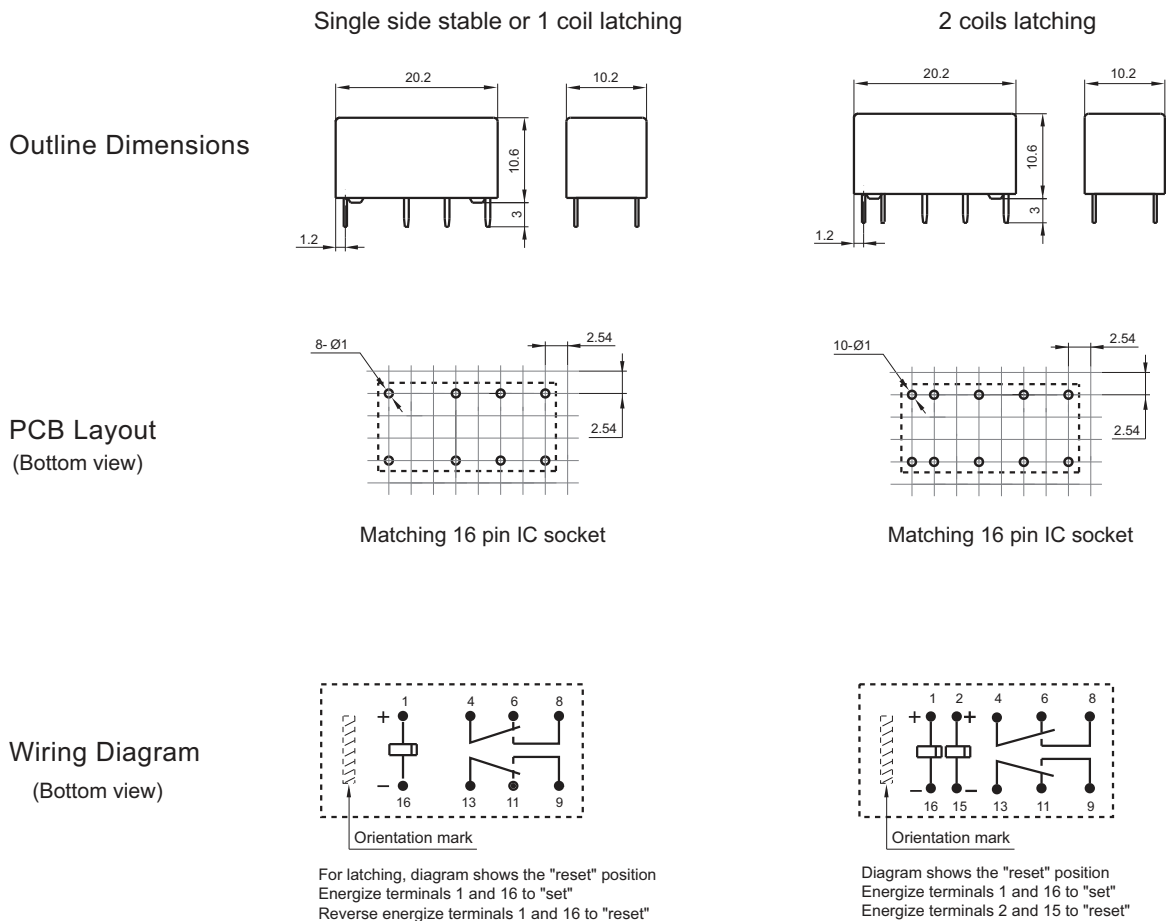 Single side stable or 1 coil latching
2 coils latching
Outline Dimensions
20.2
10.2
10.6
3
1.2
20.2
10.2
10.6
3
1.2
PCB Layout
(Bottom view)
8-Ø1
2.54
2.54
Matching 16 pin IC socket
10-Ø1
2.54
2.54
Matching 16 pin IC socket
Wiring Diagram
(Bottom view)
1 4 6 8
+
−
16 13 11 9
Orientation mark
For latching, diagram shows the "reset" position
Energize terminals 1 and 16 to "set"
Reverse energize terminals 1 and 16 to "reset"
1 2 4 6 8
+ +
− −
16 15 13 11 9
Orientation mark
Diagram shows the "reset" position
Energize terminals 1 and 16 to "set"
Energize terminals 2 and 15 to "reset"